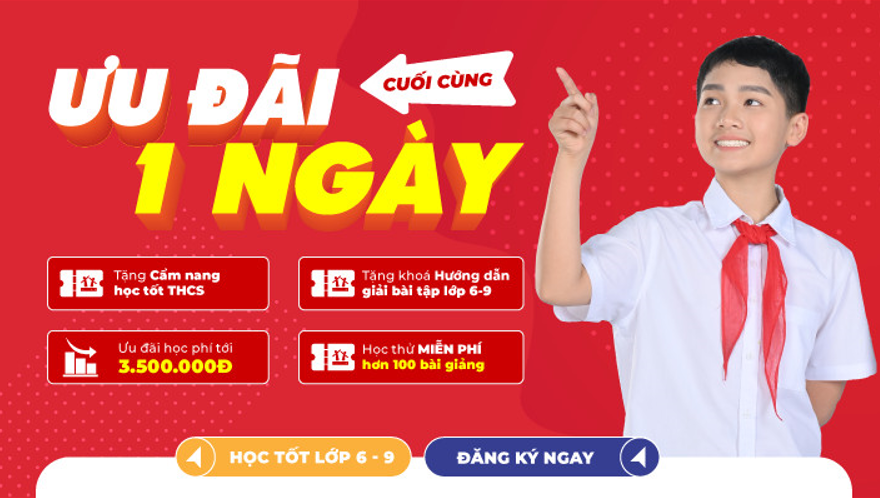 ƯU ĐÃI
CUỐI CÙNG
1 NGÀY
Tặng Cẩm nang
học tốt THCS
Tặng khoá Hướng dẫn
giải bài tập lớp 6-9
Ưu đãi học phí tới
3.500.000Đ
Học thử MIỄN PHÍ
hơn 100 bài giảng
HỌC TỐT LỚP 6 - 9
ĐĂNG KÝ NGAY